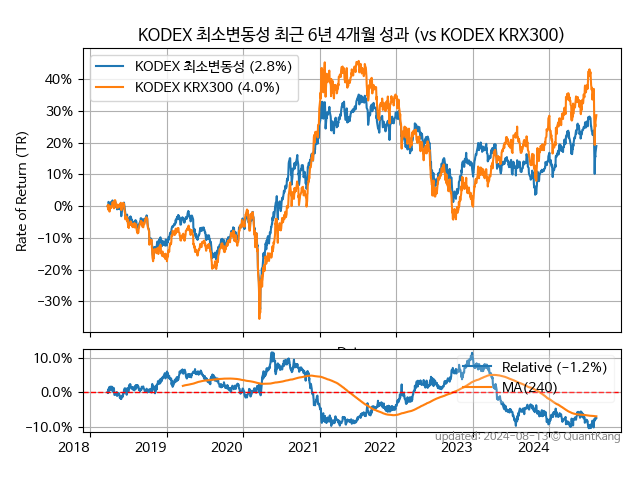 KODEX 최소변동성 최근 6년 4개월 성과 (vs KODEX KRX300)
KODEX 최소변동성 (2.8%)
KODEX KRX300 (4.0%)
Rate of Return (TR)
40%
30%
20%
10%
0%
−10%
−20%
−30%
10.0%
0.0%
−10.0%
Relative (−1.2%)
MA(240)
updated: 2024-08-13 © QuantKang
2018 2019 2020 2021 2022 2023 2024